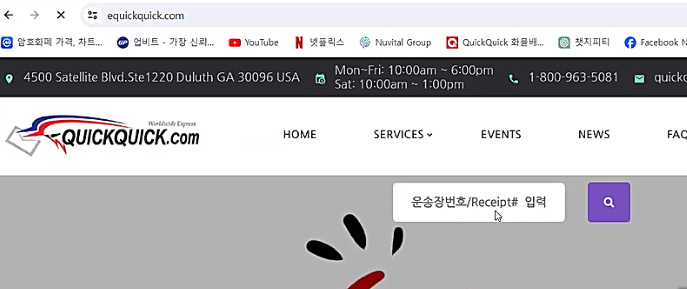 equickquick.com
암호화폐 가격, 차트... 업비트 - 가장 신뢰... YouTube 넷플릭스 Nuvital Group QuickQuick 화물배... 챗지피티 Facebook N
4500 Satellite Blvd.Ste1220 Duluth GA 30096 USA
Mon~Fri: 10:00am ~ 6:00pm
Sat: 10:00am ~ 1:00pm
1-800-963-5081
quickq
Worldwide Express
QUICKQUICK.com
HOME SERVICES EVENTS NEWS FAQ
운송장번호/Receipt# 입력